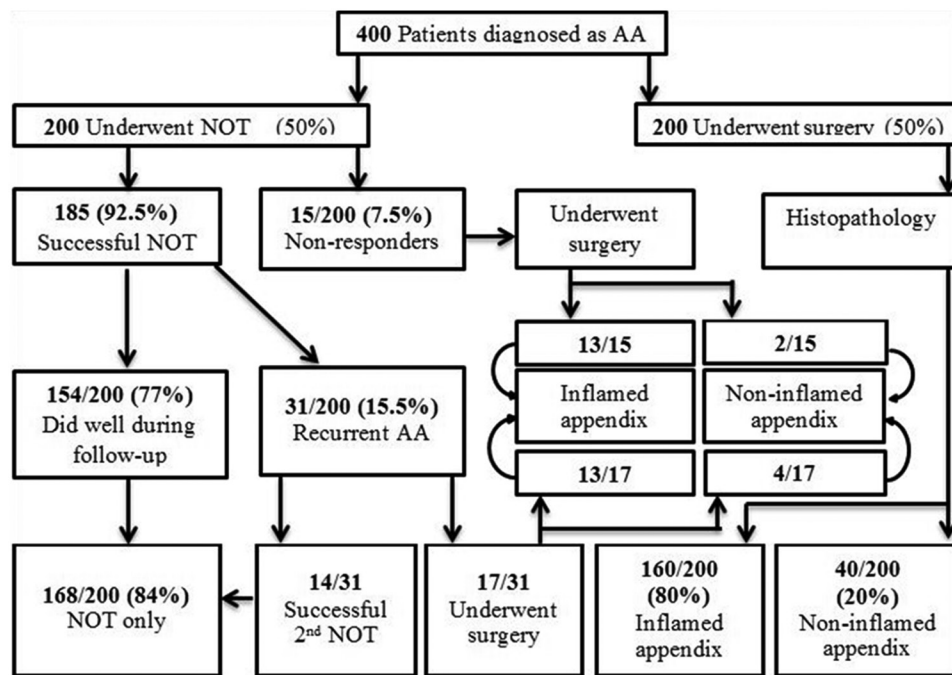 400 Patients diagnosed as AA
200 Underwent NOT (50%)
200 Underwent surgery (50%)
185 (92.5%)
Successful NOT
15/200 (7.5%)
Non-responders
Underwent
surgery
Histopathology
13/15
2/15
Inflamed
appendix
Non-inflamed
appendix
13/17
4/17
154/200 (77%)
Did well during
follow-up
31/200 (15.5%)
Recurrent AA
168/200 (84%)
NOT only
14/31
Successful
2nd NOT
17/31
Underwent
surgery
160/200
(80%)
Inflamed
appendix
40/200
(20%)
Non-inflamed
appendix